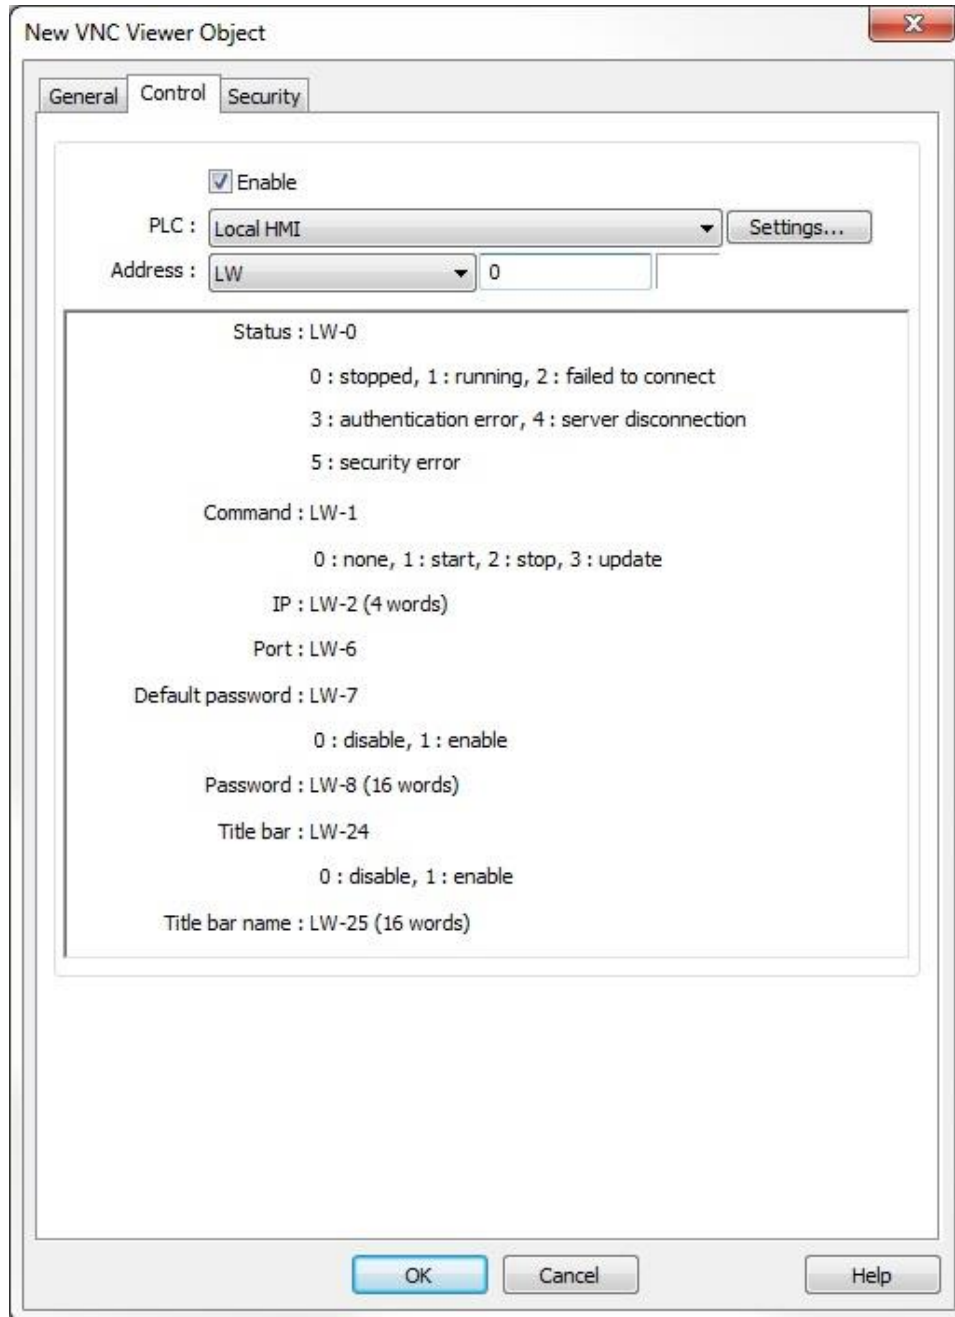 New VNC Viewer Object
General Control Security
Enable
PLC : Local HMI Settings...
Address : LW 0
Status : LW-0
0 : stopped, 1 : running, 2 : failed to connect
3 : authentication error, 4 : server disconnection
5 : security error
Command : LW-1
0 : none, 1 : start, 2 : stop, 3 : update
IP : LW-2 (4 words)
Port : LW-6
Default password : LW-7
0 : disable, 1 : enable
Password : LW-8 (16 words)
Title bar : LW-24
0 : disable, 1 : enable
Title bar name : LW-25 (16 words)
OK Cancel Help